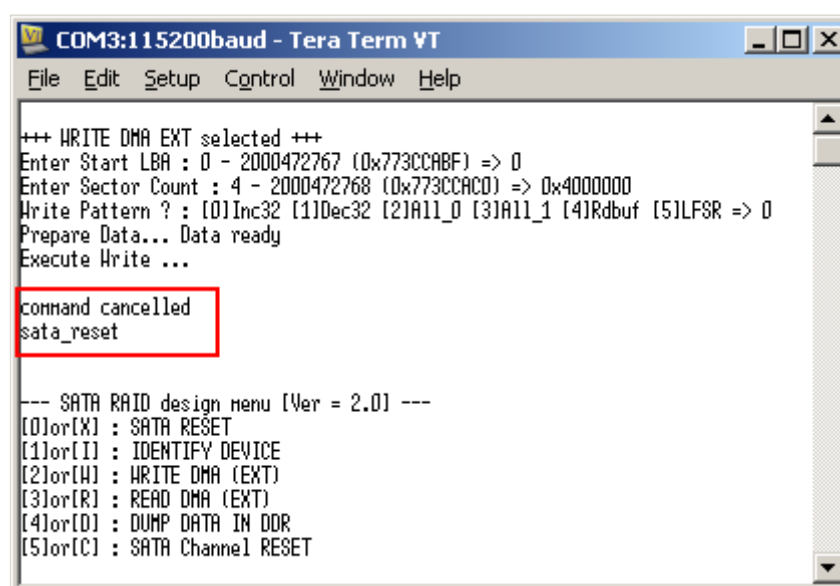 COM3:115200baud - Tera Term VT
File Edit Setup Control Window Help
+++ WRITE DMA EXT selected +++
Enter Start LBA : 0 - 2000472767 (0x773CCABF) => 0
Enter Sector Count : 4 - 2000472768 (0x773CCAC0) => 0x4000000
Write Pattern ? : [0]Inc32 [1]Dec32 [2]All_0 [3]All_1 [4]Rdbuf [5]LFSR => 0
Prepare Data... Data ready
Execute Write ...
command cancelled
sata_reset
--- SATA RAID design menu [Ver = 2.0] ---
[0]or[X] : SATA RESET
[1]or[I] : IDENTIFY DEVICE
[2]or[W] : WRITE DMA (EXT)
[3]or[R] : READ DMA (EXT)
[4]or[D] : DUMP DATA IN DDR
[5]or[C] : SATA Channel RESET